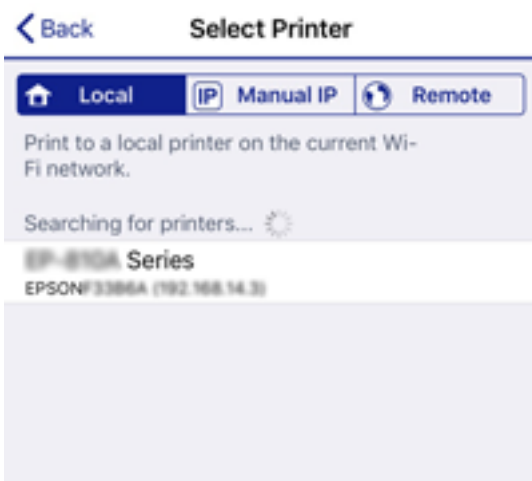 Back
Select Printer
Local
IP Manual IP
Remote
Print to a local printer on the current Wi-
Fi network.
Searching for printers...
Series
EPSON